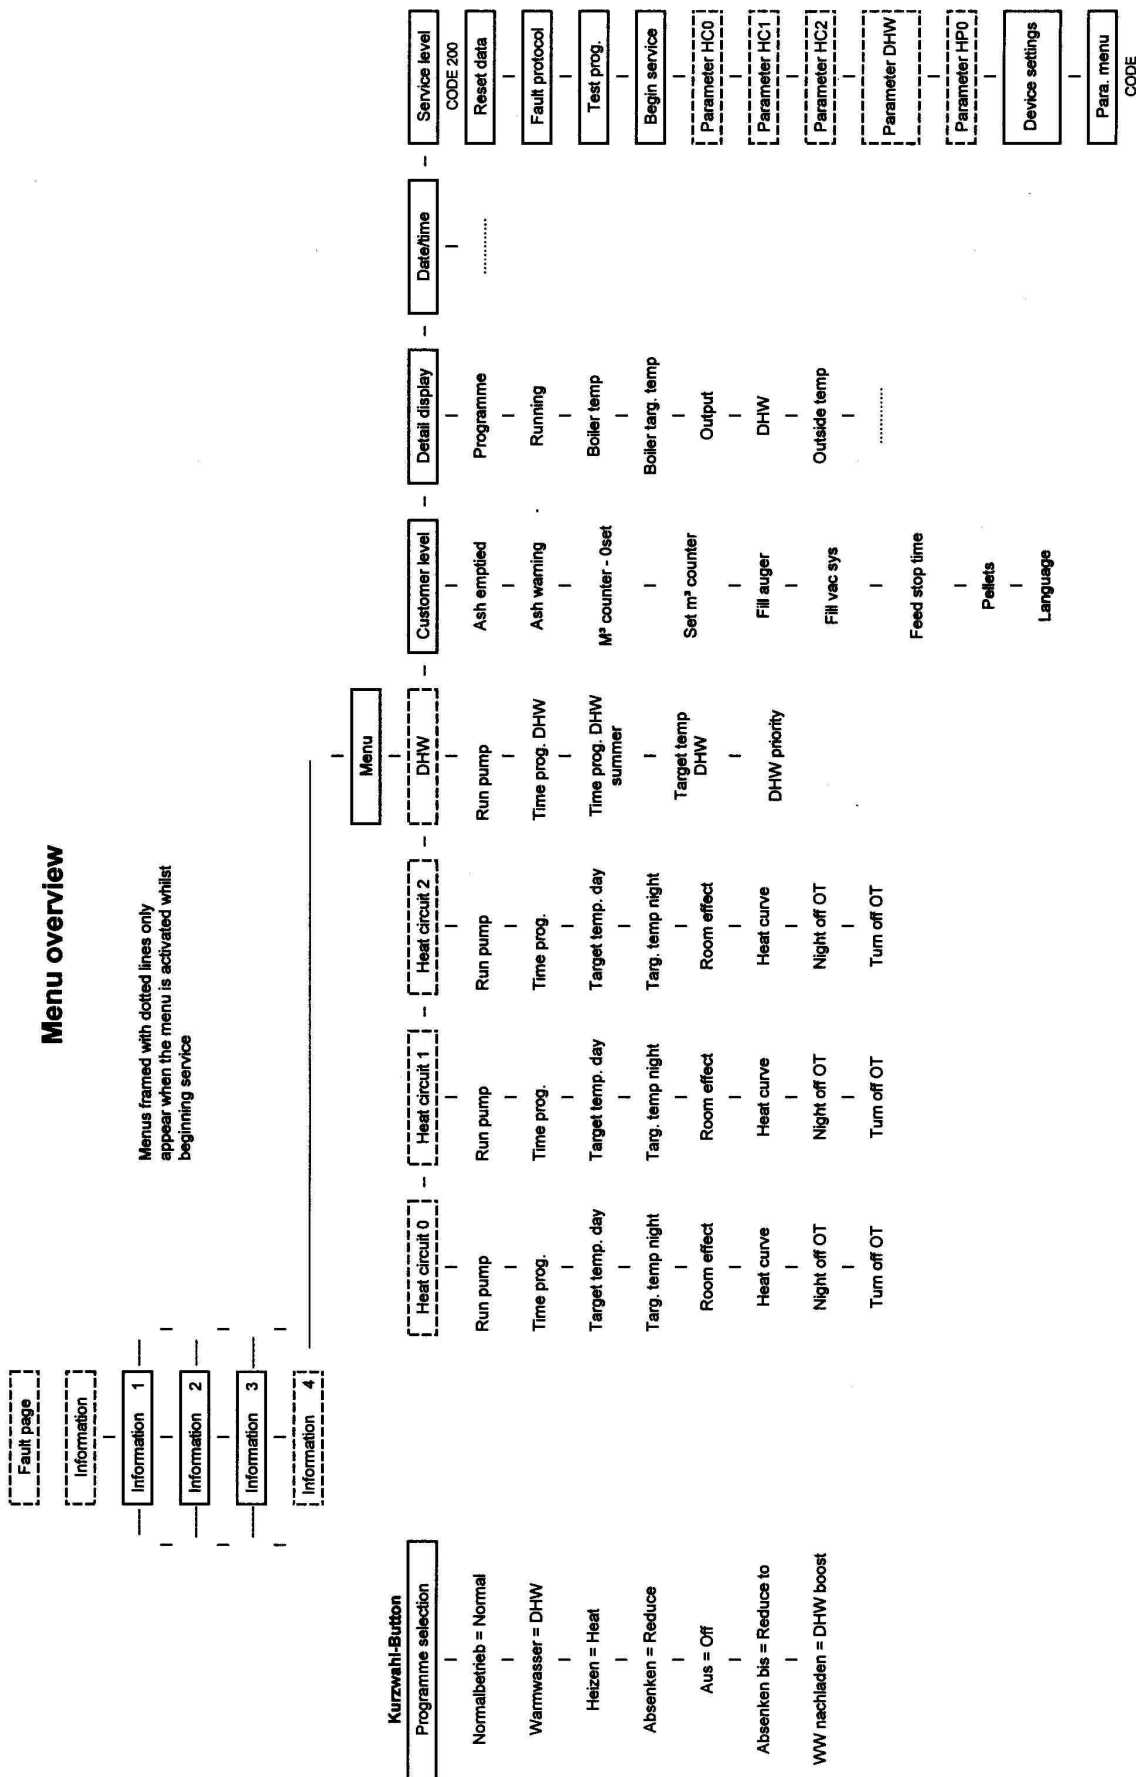 Menu overview
Fault page
Information
Information 1
Information 2
Information 3
Information 4
Menus framed with dotted lines only
appear when the menu is activated whilst
beginning service
Menu
Kurzwahl-Button
Programme selection
Normalbetrieb = Normal
Warmwasser = DHW
Heizen = Heat
Absenken = Reduce
Aus = Off
Absenken bis = Reduce to
WW nachladen = DHW boost
Heat circuit 0
Run pump
Time prog.
Target temp. day
Targ. temp night
Room effect
Heat curve
Night off OT
Turn off OT
Heat circuit 1
Run pump
Time prog.
Target temp. day
Targ. temp night
Room effect
Heat curve
Night off OT
Turn off OT
Heat circuit 2
Run pump
Time prog.
Target temp. day
Targ. temp night
Room effect
Heat curve
Night off OT
Turn off OT
DHW
Run pump
Time prog. DHW
Time prog. DHW
summer
Target temp
DHW
DHW priority
Customer level
Ash emptied
Ash warning
M³ counter - 0set
Set m³ counter
Fill auger
Fill vac sys
Feed stop time
Pellets
Language
Detail display
Programme
Running
Boiler temp
Boiler targ. temp
Output
DHW
Outside temp
............
Date/time
............
Service level
CODE 200
Reset data
Fault protocol
Test prog.
Begin service
Parameter HC0
Parameter HC1
Parameter HC2
Parameter DHW
Parameter HP0
Device settings
Para. menu
CODE